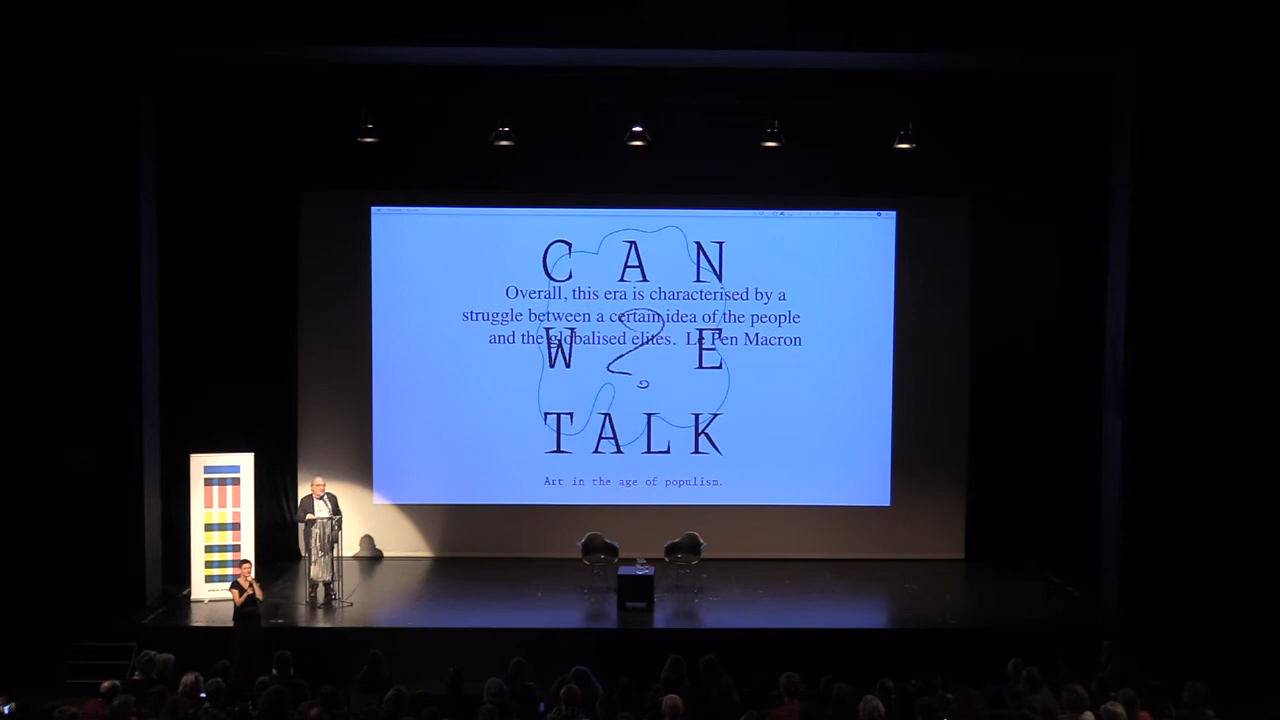 CAN
Overall, this era is characterised by a
struggle between a certain idea of the people
and the globalised elites. Le Pen Macron
W?E
TALK
Art in the age of populism.